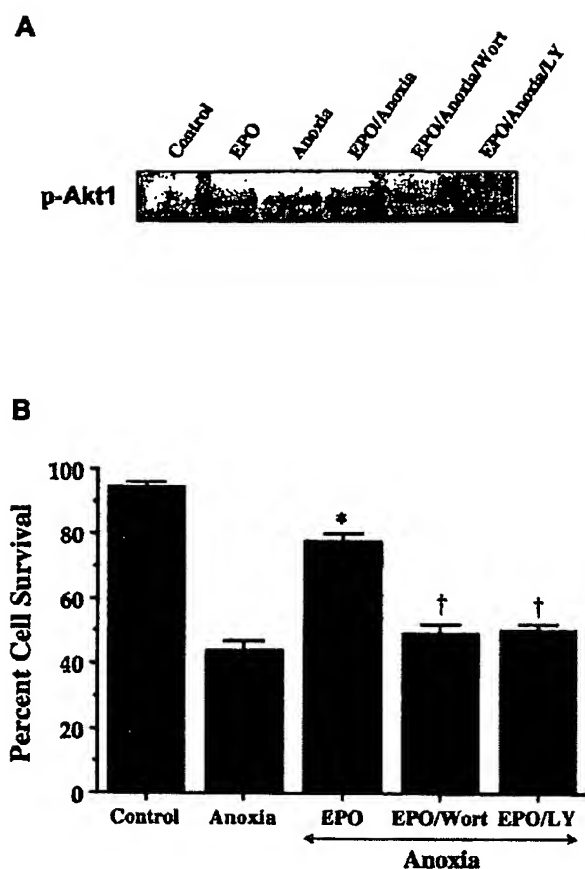 A
Control
EPO
Anoxia
EPO/Anoxia
EPO/Anoxia/Wort
EPO/Anoxia/LY
p-Akt1
B
Percent Cell Survival
100
80
60
40
20
0
*
†
†
Control Anoxia EPO EPO/Wort EPO/LY
Anoxia